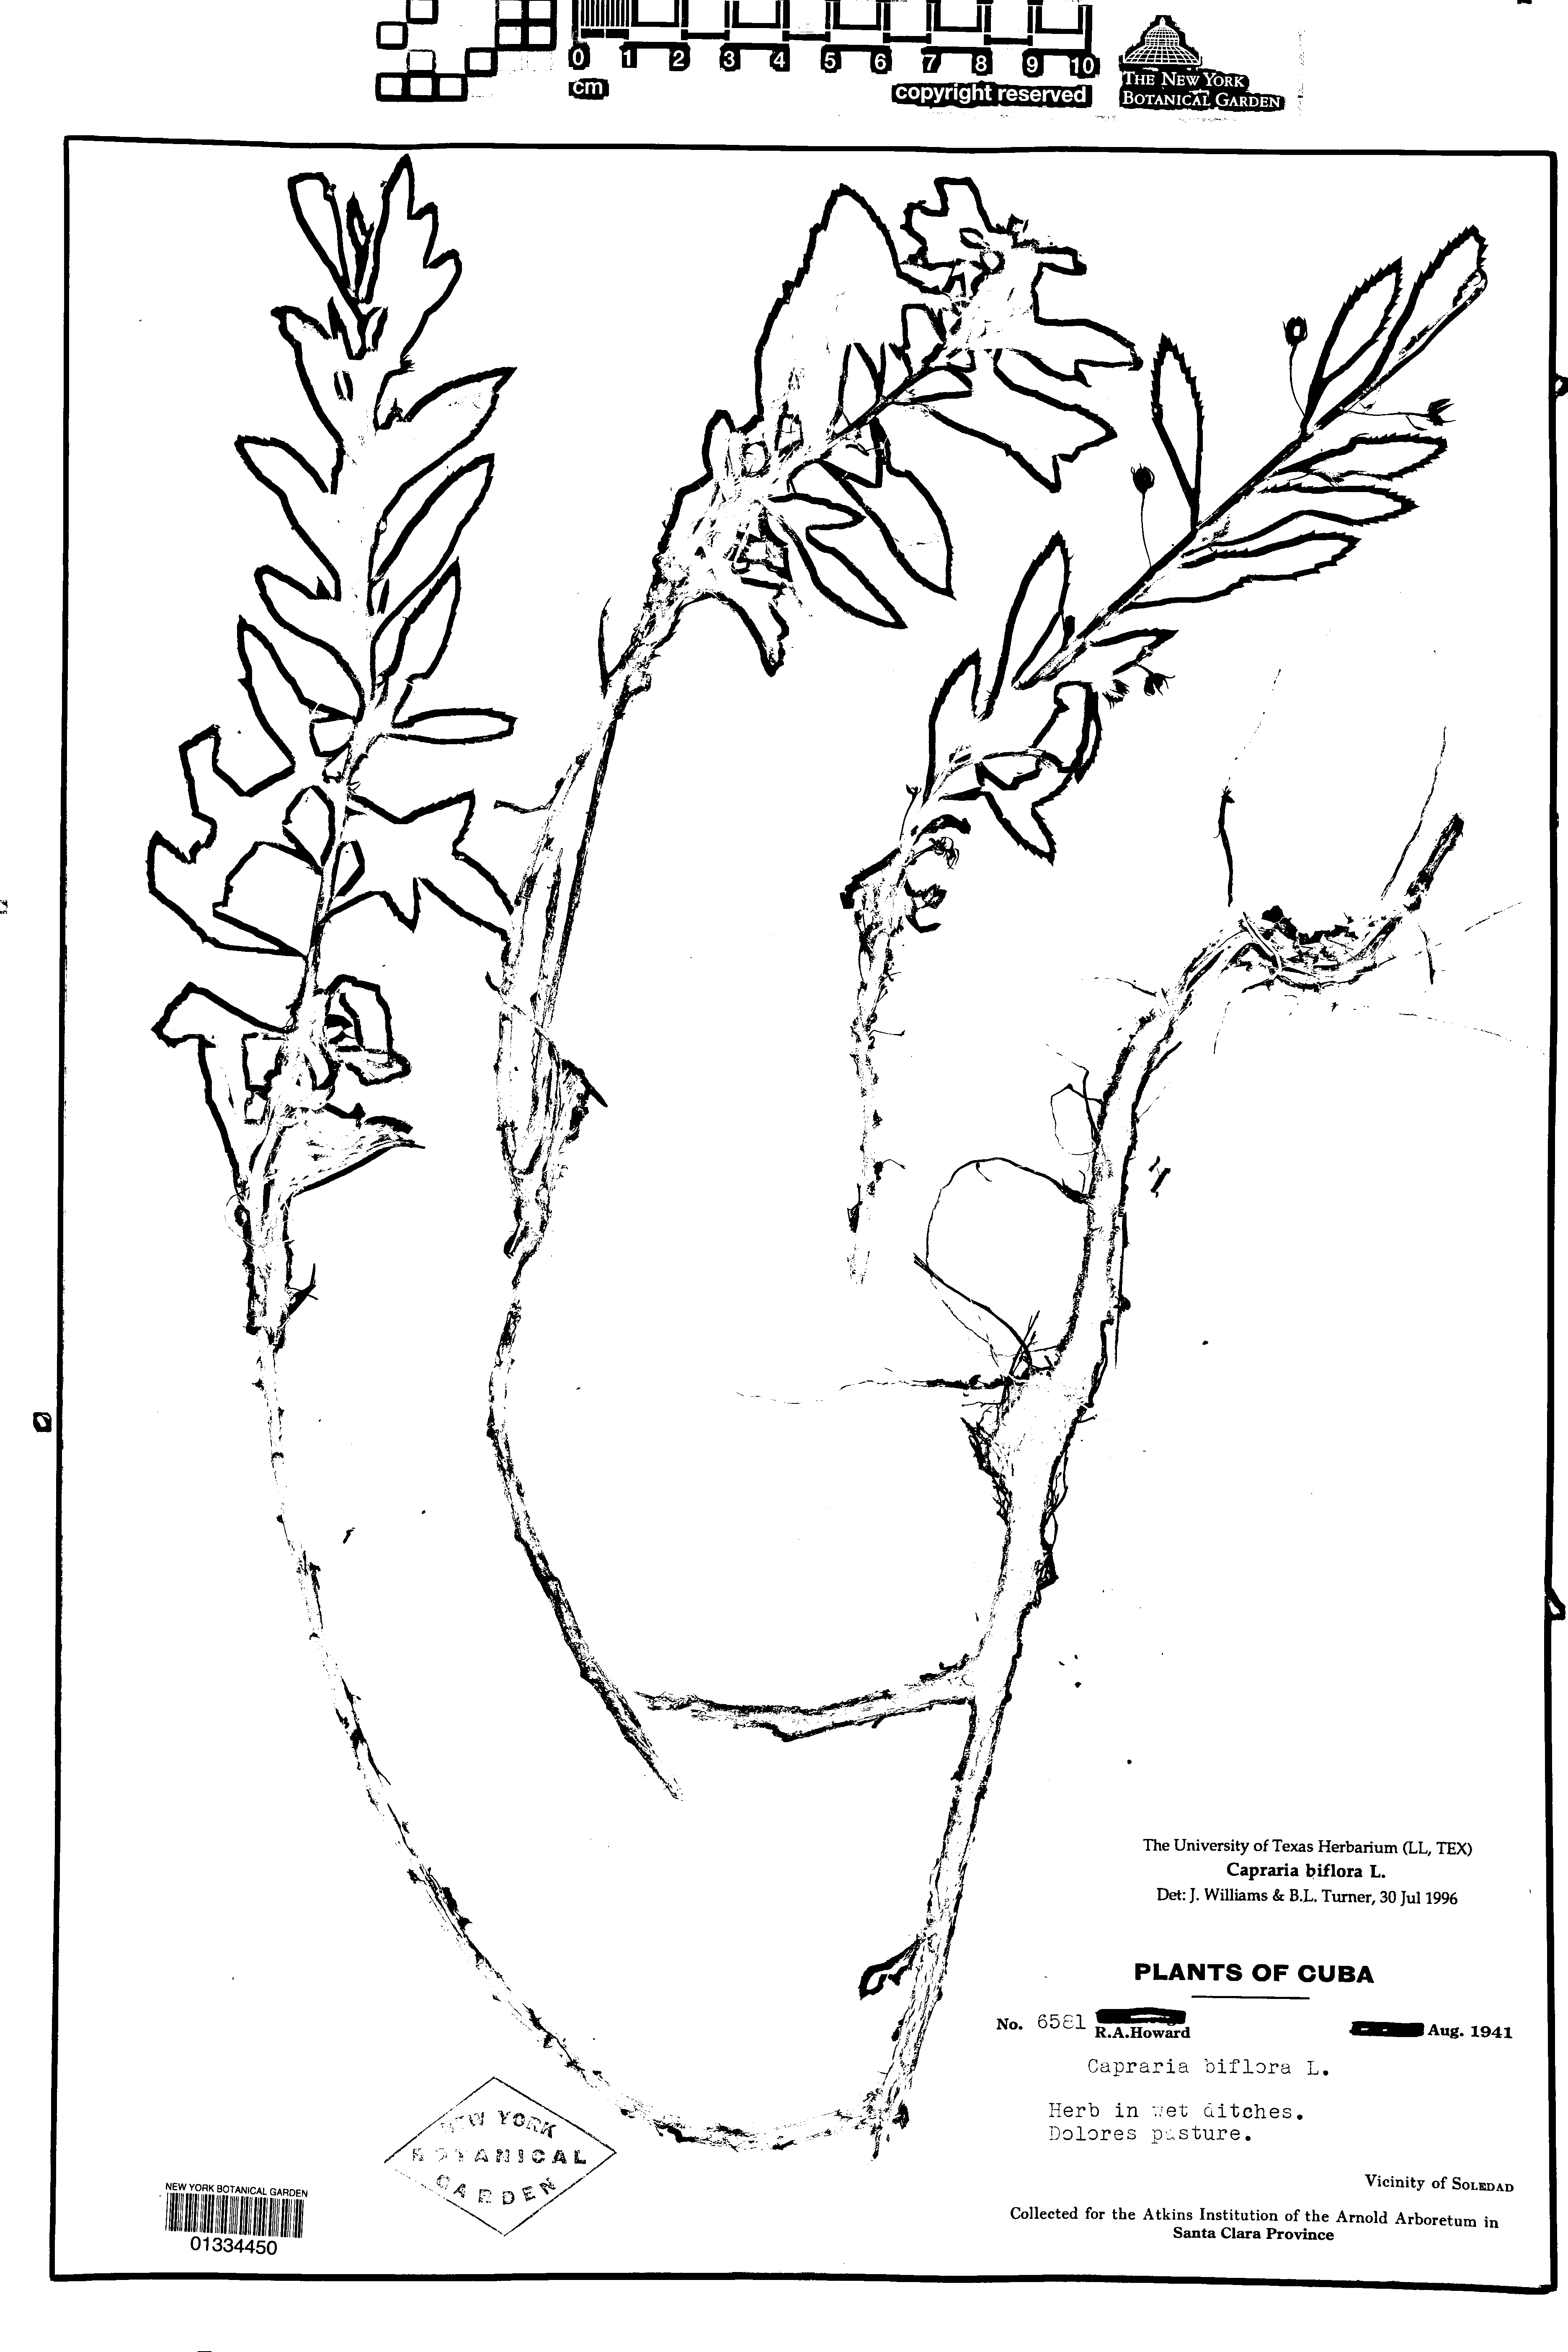 0 1 2 3 4 5 6 7 8 9 10
cm
copyright reserved
THE NEW YORK
BOTANICAL GARDEN
The University of Texas Herbarium (LL, TEX)
Capraria biflora L.
Det: J. Williams & B.L. Turner, 30 Jul 1996
PLANTS OF CUBA
No. 6581
R.A.Howard
Aug. 1941
Capraria biflora L.
Herb in wet ditches.
Dolores pasture.
Vicinity of SOLEDAD
Collected for the Atkins Institution of the Arnold Arboretum in
Santa Clara Province
NEW YORK
BOTANICAL
GARDEN
NEW YORK BOTANICAL GARDEN
01334450